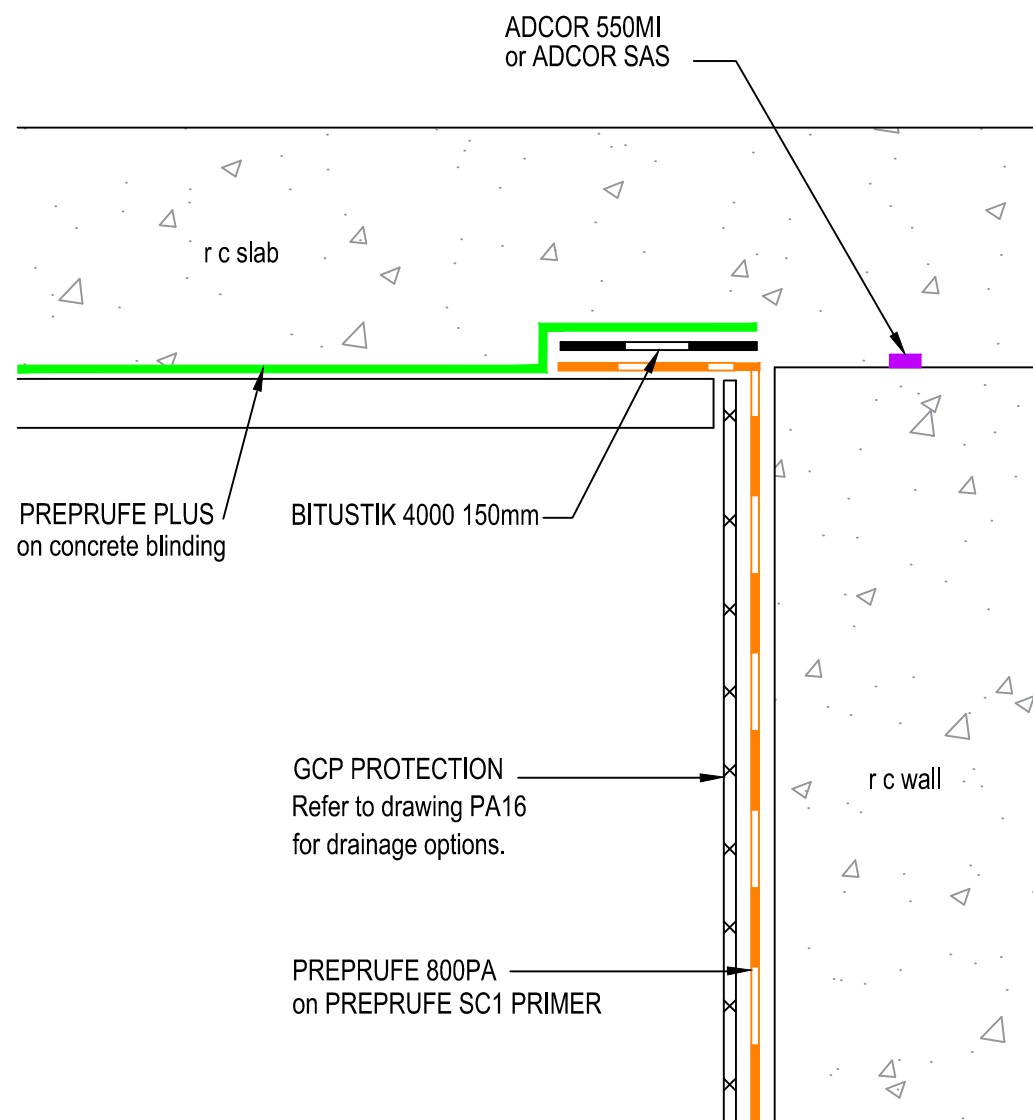 ADCOR 550MI
or ADCOR SAS
r c slab
PREPRUFE PLUS
on concrete blinding
BITUSTIK 4000 150mm
GCP PROTECTION
Refer to drawing PA16
for drainage options.
r c wall
PREPRUFE 800PA
on PREPRUFE SC1 PRIMER